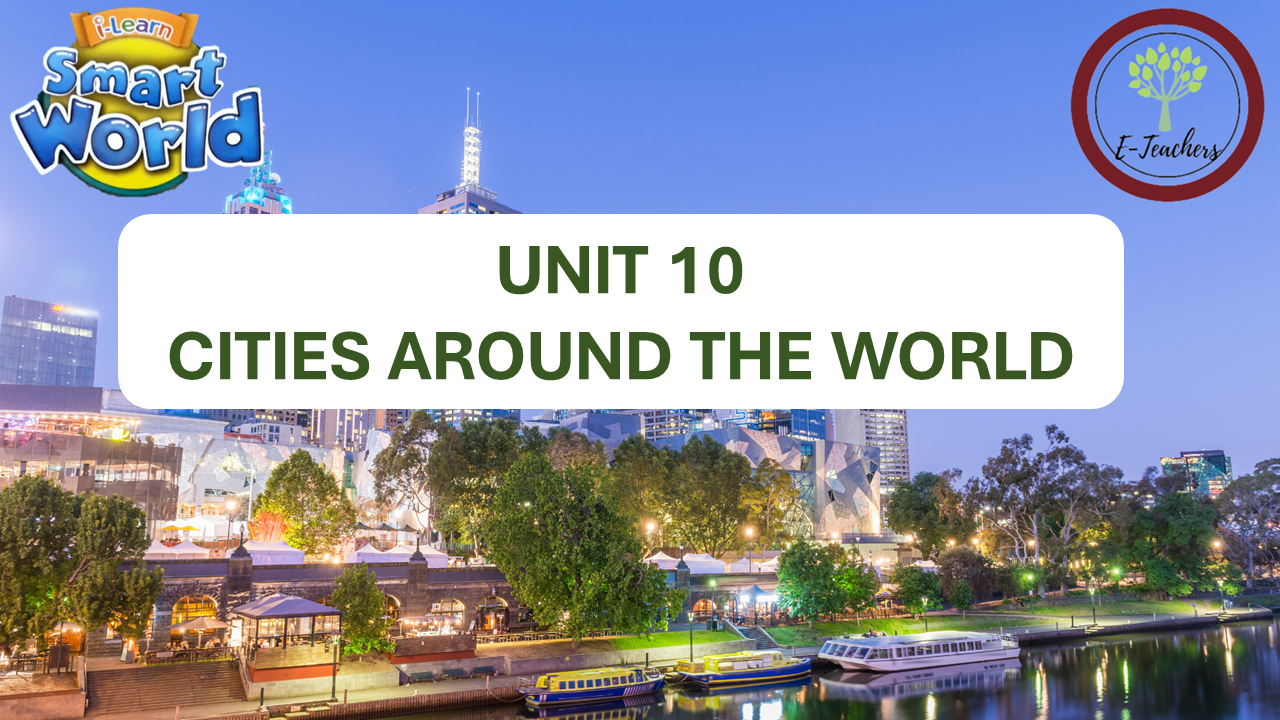 i-Learn
Smart
World
E-Teachers
UNIT 10
CITIES AROUND THE WORLD